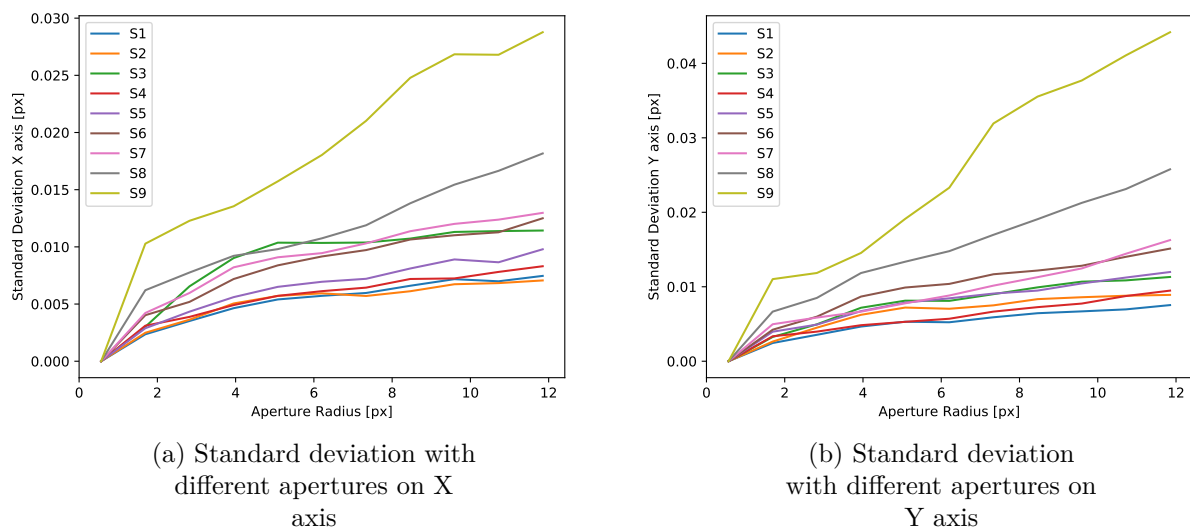 0.030
0.025
0.020
0.015
0.010
0.005
0.000
Standard Deviation X axis [px]
S1
S2
S3
S4
S5
S6
S7
S8
S9
0 2 4 6 8 10 12
Aperture Radius [px]
(a) Standard deviation with
different apertures on X
axis
0.04
0.03
0.02
0.01
0.00
Standard Deviation Y axis [px]
S1
S2
S3
S4
S5
S6
S7
S8
S9
0 2 4 6 8 10 12
Aperture Radius [px]
(b) Standard deviation
with different apertures on
Y axis